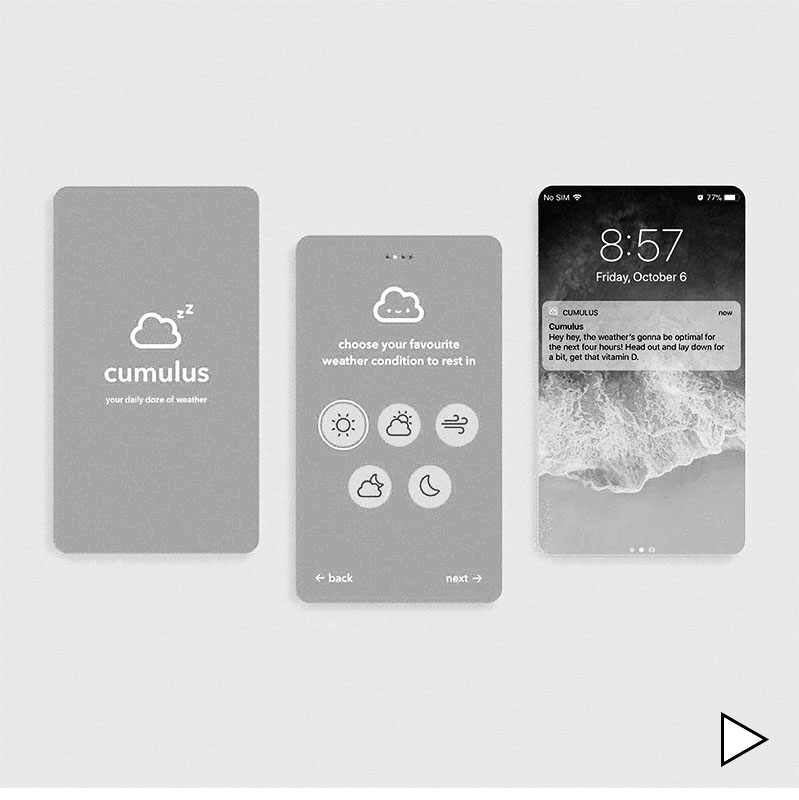 zz
cumulus
your daily doze of weather
choose your favourite
weather condition to rest in
← back
next →
No SIM
77%
8:57
Friday, October 6
CUMULUS
now
Cumulus
Hey hey, the weather's gonna be optimal for
the next four hours! Head out and lay down for
a bit, get that vitamin D.